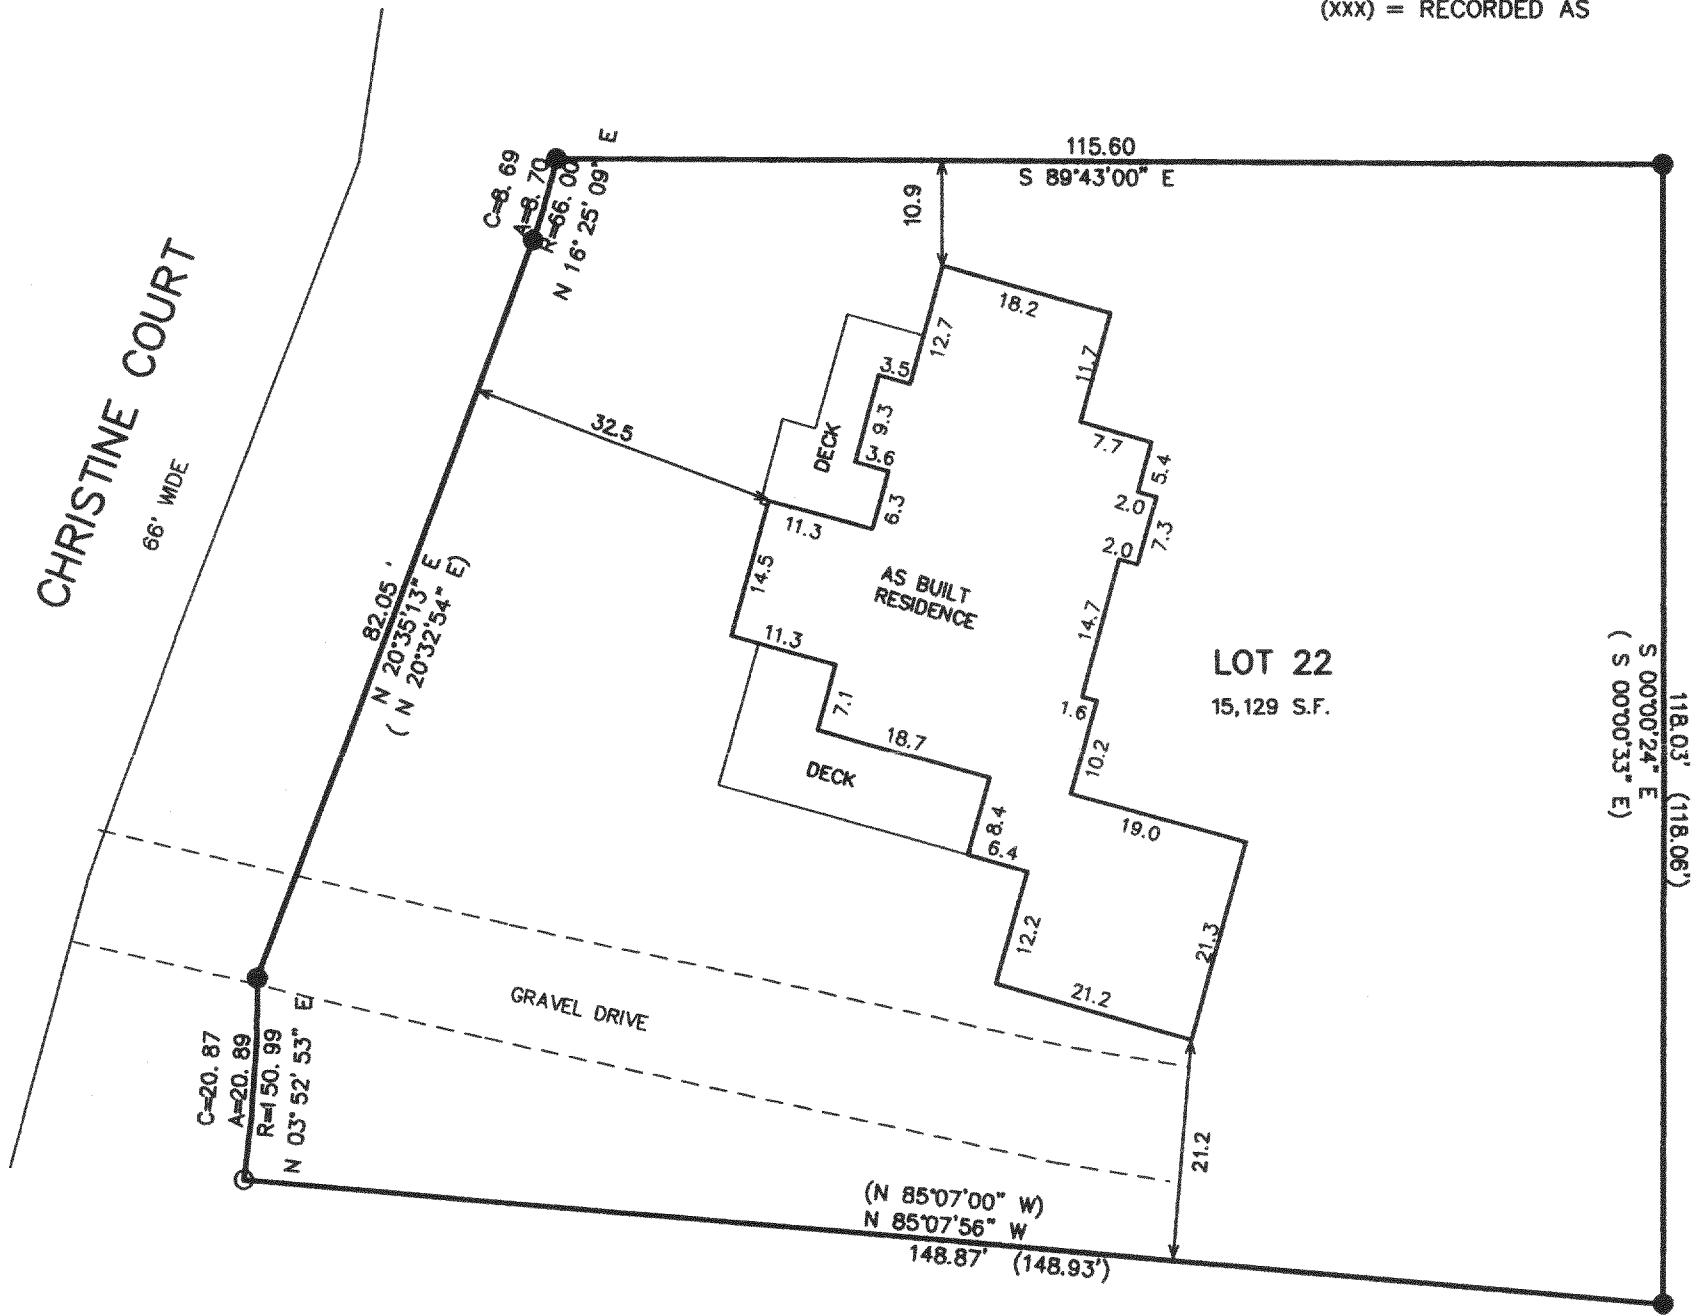 (XXX) = RECORDED AS
115.60
S 89°43'00" E
C=8.69
A=8.70
R=66.00
N 16°25'09" E
10.9
CHRISTINE COURT
66' WIDE
18.2
12.7
11.7
3.5
9.3
3.6
6.3
DECK
32.5
11.3
7.7
5.4
2.0
7.3
2.0
14.5
11.3
AS BUILT
RESIDENCE
14.7
82.05'
N 20°35'13" E
( N 20°32'54" E)
LOT 22
15,129 S.F.
118.03' (118.06')
S 00°00'24" E
( S 00°00'33" E)
7.1
18.7
1.6
10.2
DECK
8.4
6.4
19.0
12.2
21.3
21.2
GRAVEL DRIVE
C=20.87
A=20.89
R=150.99
N 03°52'53" E
21.2
(N 85°07'00" W)
N 85°07'56" W
148.87' (148.93')